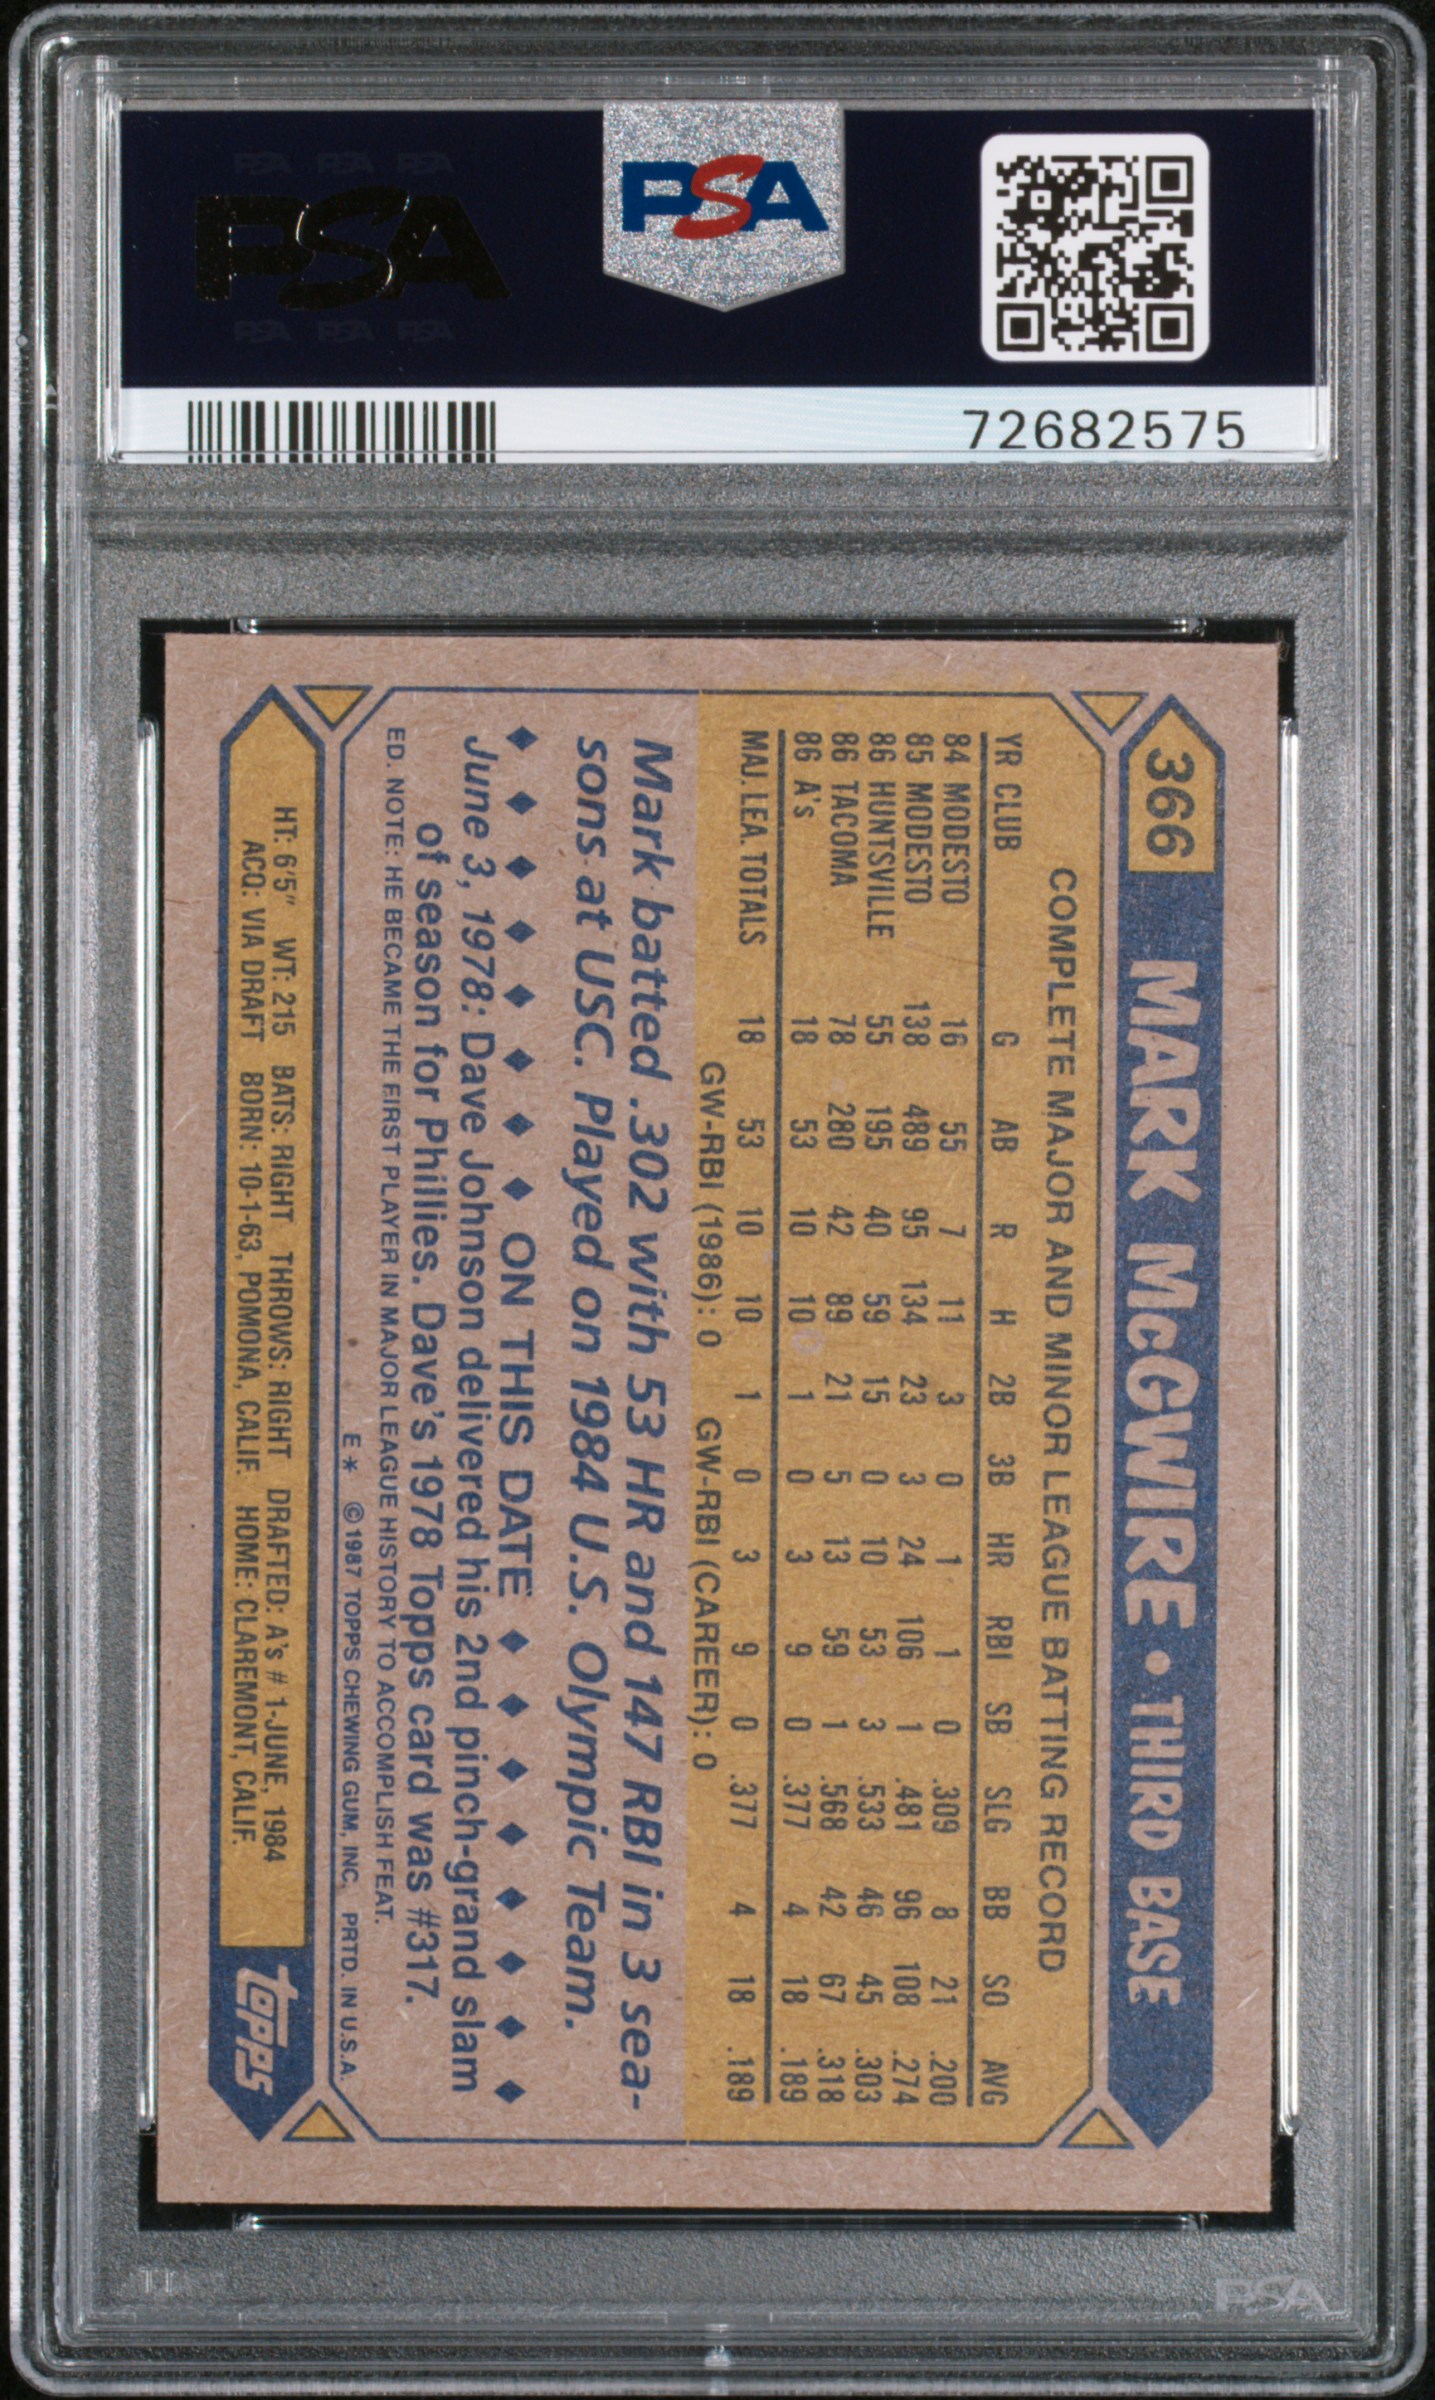 PSA PSA PSA
PSA
PSA PSA PSA
PSA
72682575
366 MARK McGWIRE • THIRD BASE
COMPLETE MAJOR AND MINOR LEAGUE BATTING RECORD
YR CLUB G AB R H 2B 3B HR RBI SB SLG BB SO AVG
84 MODESTO 16 55 7 11 3 0 1 1 0 .309 8 21 .200
85 MODESTO 138 489 95 134 23 3 24 106 1 .481 96 108 .274
86 HUNTSVILLE 55 195 40 59 15 0 10 53 3 .533 46 45 .303
86 TACOMA 78 280 42 89 21 5 13 59 1 .568 42 67 .318
86 A's 18 53 10 10 1 0 3 9 0 .377 4 18 .189
MAJ. LEA. TOTALS 18 53 10 10 1 0 3 9 0 .377 4 18 .189
GW-RBI (1986): 0 GW-RBI (CAREER): 0
Mark batted .302 with 53 HR and 147 RBI in 3 sea-
sons at USC. Played on 1984 U.S. Olympic Team.
◆ ◆ ◆ ◆ ◆ ◆ ◆ ◆ ON THIS DATE ◆ ◆ ◆ ◆ ◆ ◆ ◆ ◆
June 3, 1978: Dave Johnson delivered his 2nd pinch-grand slam
of season for Phillies. Dave's 1978 Topps card was #317.
ED. NOTE: HE BECAME THE FIRST PLAYER IN MAJOR LEAGUE HISTORY TO ACCOMPLISH FEAT.
E* © 1987 TOPPS CHEWING GUM, INC. PRTD. IN U.S.A.
HT: 6'5" WT: 215 BATS: RIGHT THROWS: RIGHT DRAFTED: A's #1-JUNE, 1984
ACQ: VIA DRAFT BORN: 10-1-63, POMONA, CALIF. HOME: CLAREMONT, CALIF.
TOPPS
PSA